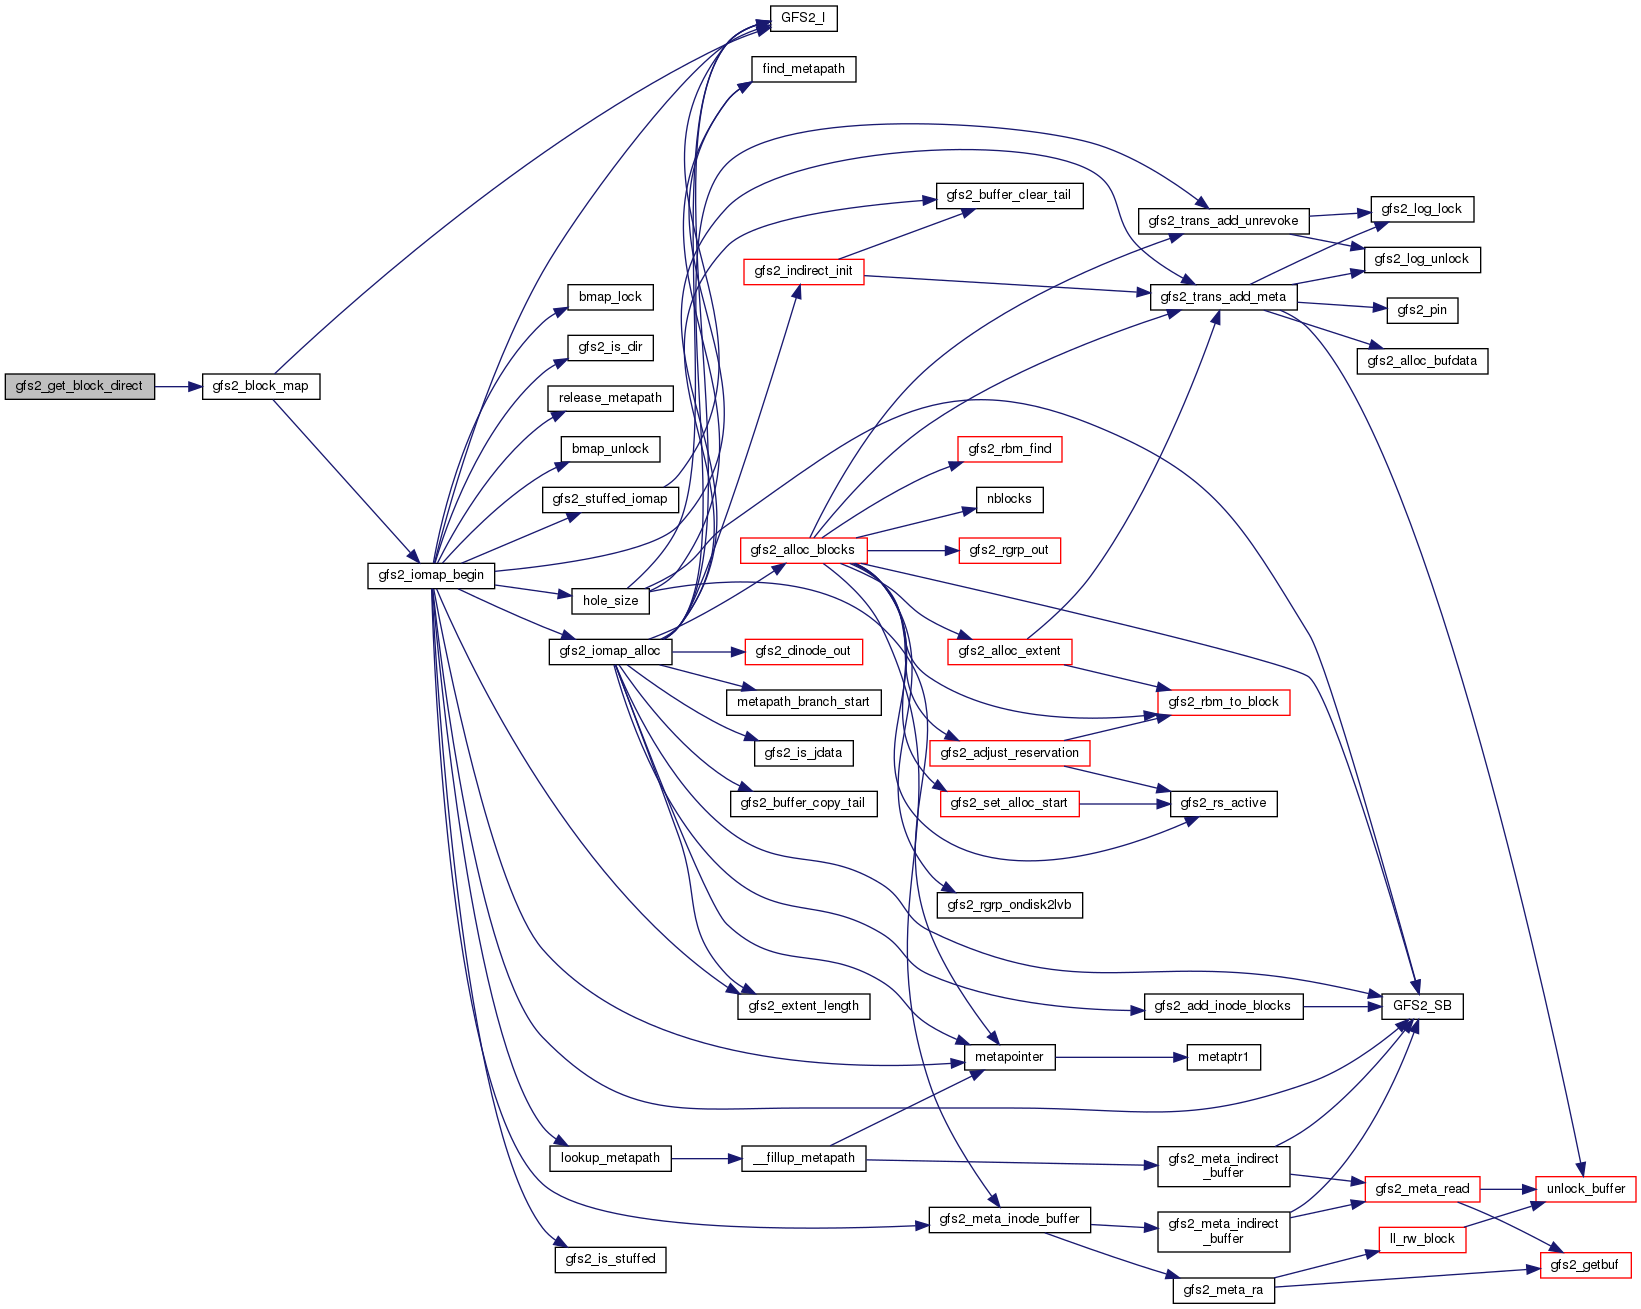 GFS2_I
find_metapath
gfs2_buffer_clear_tail
gfs2_trans_add_unrevoke
gfs2_log_lock
gfs2_log_unlock
gfs2_indirect_init
gfs2_trans_add_meta
bmap_lock
gfs2_pin
gfs2_is_dir
gfs2_alloc_bufdata
gfs2_get_block_direct
gfs2_block_map
release_metapath
bmap_unlock
gfs2_rbm_find
gfs2_stuffed_iomap
nblocks
gfs2_alloc_blocks
gfs2_rgrp_out
gfs2_iomap_begin
hole_size
gfs2_iomap_alloc
gfs2_dinode_out
gfs2_alloc_extent
metapath_branch_start
gfs2_rbm_to_block
gfs2_is_jdata
gfs2_adjust_reservation
gfs2_buffer_copy_tail
gfs2_set_alloc_start
gfs2_rs_active
gfs2_rgrp_ondisk2lvb
gfs2_extent_length
gfs2_add_inode_blocks
GFS2_SB
metapointer
metaptr1
lookup_metapath
__fillup_metapath
gfs2_meta_indirect
_buffer
gfs2_meta_read
unlock_buffer
gfs2_meta_inode_buffer
gfs2_meta_indirect
_buffer
ll_rw_block
gfs2_is_stuffed
gfs2_getbuf
gfs2_meta_ra